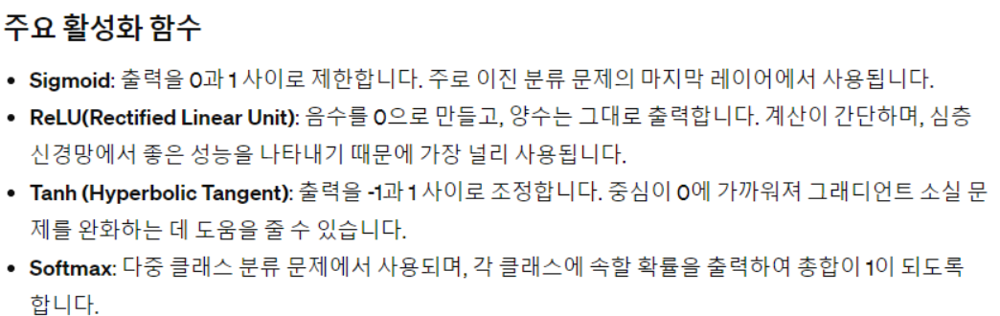 주요 활성화 함수
• Sigmoid: 출력을 0과 1 사이로 제한합니다. 주로 이진 분류 문제의 마지막 레이어에서 사용됩니다.
• ReLU(Rectified Linear Unit): 음수를 0으로 만들고, 양수는 그대로 출력합니다. 계산이 간단하며, 심층
신경망에서 좋은 성능을 나타내기 때문에 가장 널리 사용됩니다.
• Tanh (Hyperbolic Tangent): 출력을 -1과 1 사이로 조정합니다. 중심이 0에 가까워져 그래디언트 소실 문
제를 완화하는 데 도움을 줄 수 있습니다.
• Softmax: 다중 클래스 분류 문제에서 사용되며, 각 클래스에 속할 확률을 출력하여 총합이 1이 되도록
합니다.